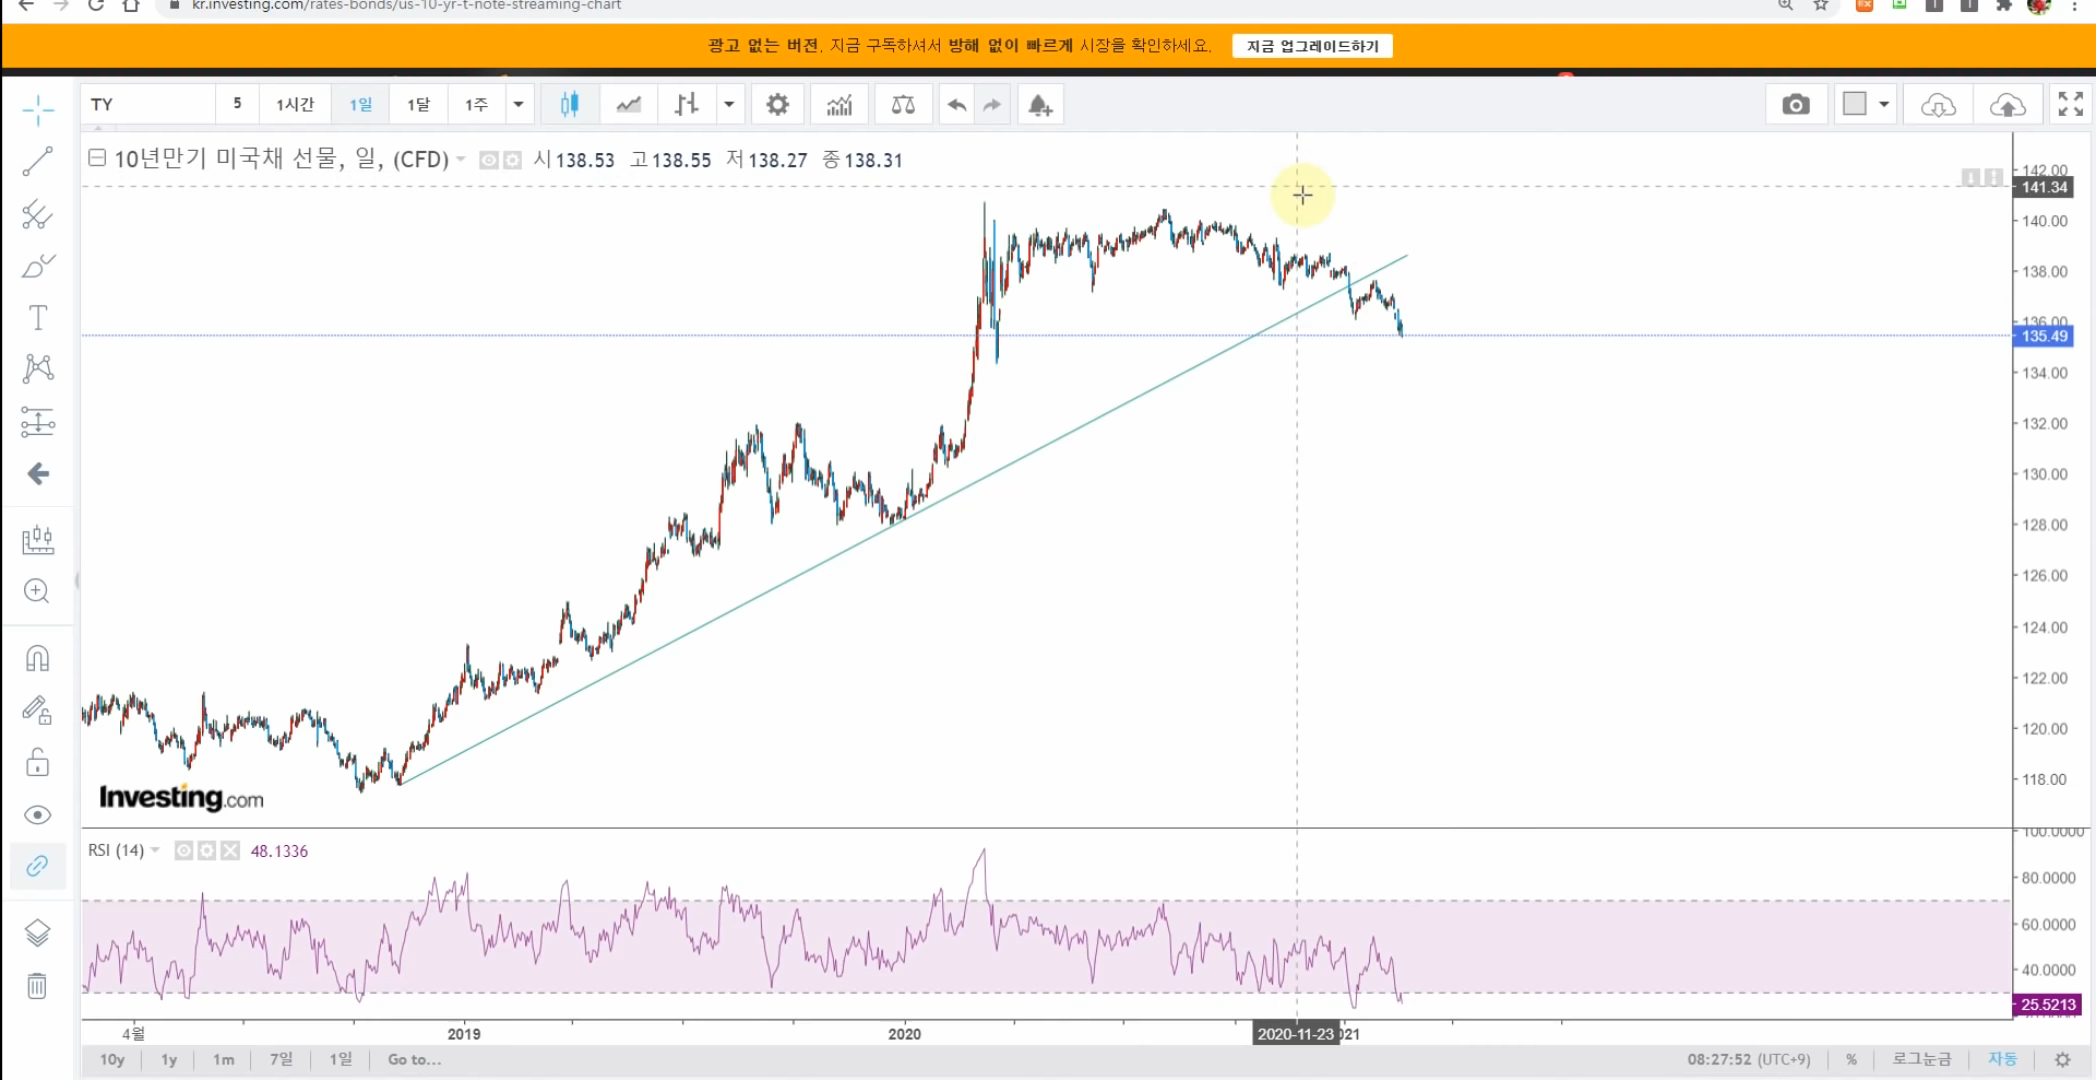 kr.investing.com/rates-bonds/us-10-yr-t-note-streaming-chart
광고 없는 버전. 지금 구독하셔서 방해 없이 빠르게 시장을 확인하세요. 지금 업그레이드하기
TY 5 1시간 1일 1달 1주
10년만기 미국채 선물, 일, (CFD) 시 138.53 고 138.55 저 138.27 종 138.31
142.00
141.34
140.00
138.00
136.00
135.49
134.00
132.00
130.00
128.00
126.00
124.00
122.00
120.00
118.00
Investing.com
100.0000
RSI (14) 48.1336
80.0000
60.0000
40.0000
25.5213
4월 2019 2020 2020-11-23 021
10y 1y 1m 7일 1일 Go to... 08:27:52 (UTC+9) % 로그눈금 자동